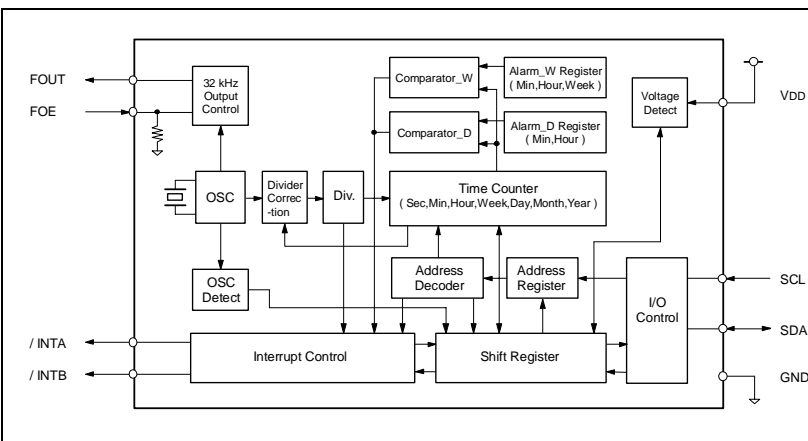 FOUT
FOE
32 kHz
Output
Control
Comparator_W
Alarm_W Register
( Min,Hour,Week )
Comparator_D
Alarm_D Register
( Min,Hour )
Voltage
Detect
VDD
OSC
Divider
Correc
-tion
Div.
Time Counter
( Sec,Min,Hour,Week,Day,Month,Year )
OSC
Detect
Address
Decoder
Address
Register
I/O
Control
SCL
SDA
/ INTA
/ INTB
Interrupt Control
Shift Register
GND